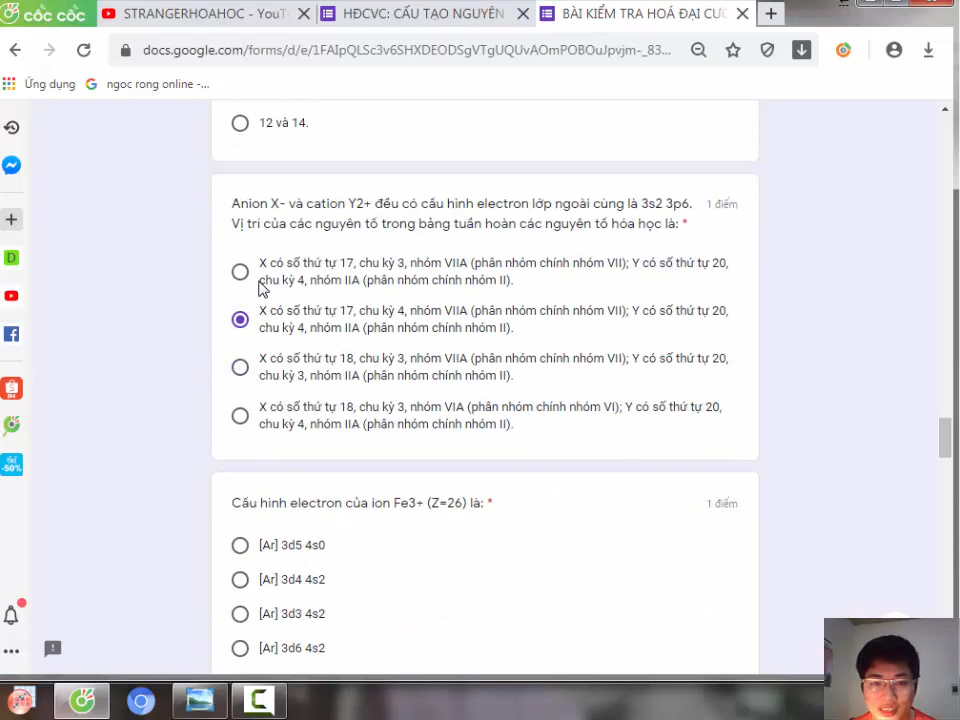 cốc cốc
STRANGERHOAHOC - YouT
HĐCVC: CẤU TẠO NGUYÊN
BÀI KIỂM TRA HOÁ ĐẠI CƯƠ
docs.google.com/forms/d/e/1FAIpQLSc3v6SHXDEODSgVTgUQUvAOmPOBOuJpvjm-_83...
Ứng dụng
ngoc rong online -...
12 và 14.
Anion X- và cation Y2+ đều có cấu hình electron lớp ngoài cùng là 3s2 3p6.
1 điểm
Vị trí của các nguyên tố trong bảng tuần hoàn các nguyên tố hóa học là: *
X có số thứ tự 17, chu kỳ 3, nhóm VIIA (phân nhóm chính nhóm VII); Y có số thứ tự 20,
chu kỳ 4, nhóm IIA (phân nhóm chính nhóm II).
X có số thứ tự 17, chu kỳ 4, nhóm VIIA (phân nhóm chính nhóm VII); Y có số thứ tự 20,
chu kỳ 4, nhóm IIA (phân nhóm chính nhóm II).
X có số thứ tự 18, chu kỳ 3, nhóm VIIA (phân nhóm chính nhóm VII); Y có số thứ tự 20,
chu kỳ 3, nhóm IIA (phân nhóm chính nhóm II).
X có số thứ tự 18, chu kỳ 3, nhóm VIA (phân nhóm chính nhóm VI); Y có số thứ tự 20,
chu kỳ 4, nhóm IIA (phân nhóm chính nhóm II).
Cấu hình electron của ion Fe3+ (Z=26) là: *
1 điểm
[Ar] 3d5 4s0
[Ar] 3d4 4s2
[Ar] 3d3 4s2
[Ar] 3d6 4s2
D
-50%